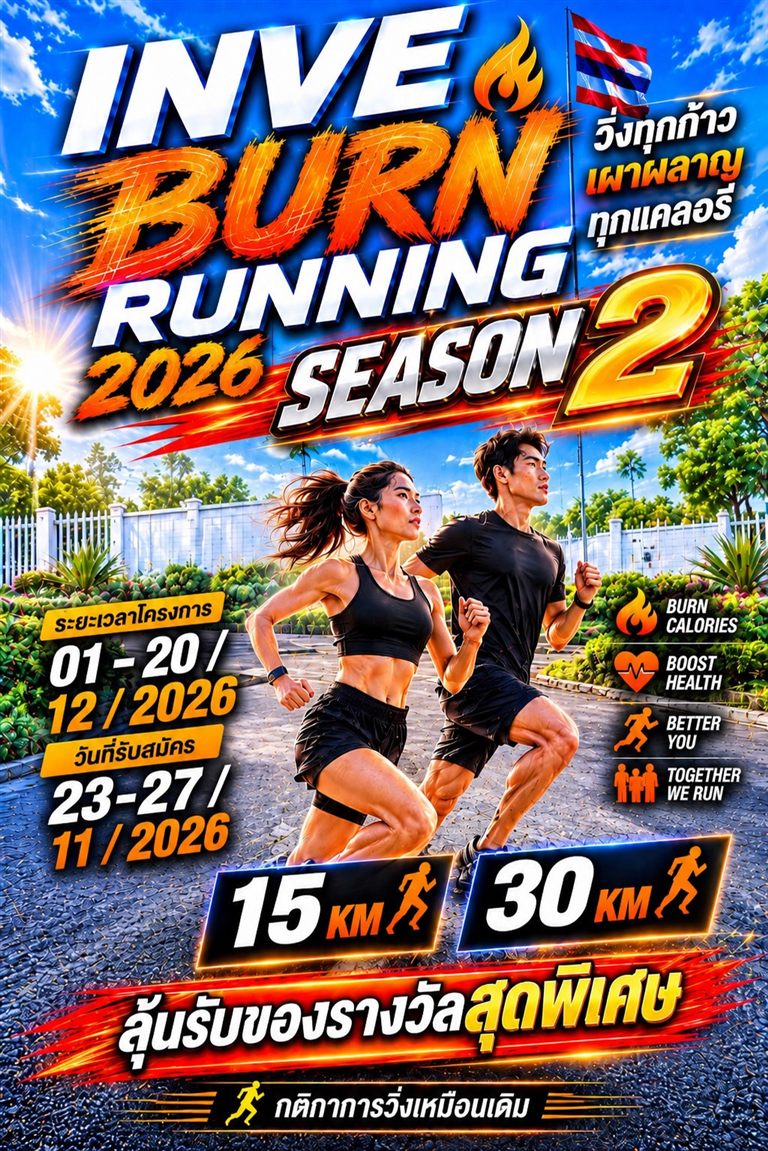 INVE
BURN
RUNNING
2026
SEASON 2
วิ่งทุกก้าว
เผาผลาญ
ทุกแคลอรี
ระยะเวลาโครงการ
01 - 20 /
12 / 2026
วันที่รับสมัคร
23-27 /
11 / 2026
BURN
CALORIES
BOOST
HEALTH
BETTER
YOU
TOGETHER
WE RUN
15 KM
30 KM
ลุ้นรับของรางวัลสุดพิเศษ
กติกาการวิ่งเหมือนเดิม